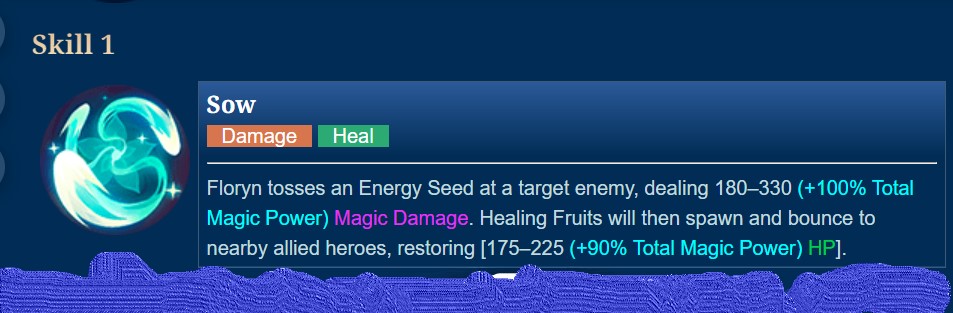 Skill 1
Sow
Damage Heal
Floryn tosses an Energy Seed at a target enemy, dealing 180–330 (+100% Total
Magic Power) Magic Damage. Healing Fruits will then spawn and bounce to
nearby allied heroes, restoring [175–225 (+90% Total Magic Power) HP].